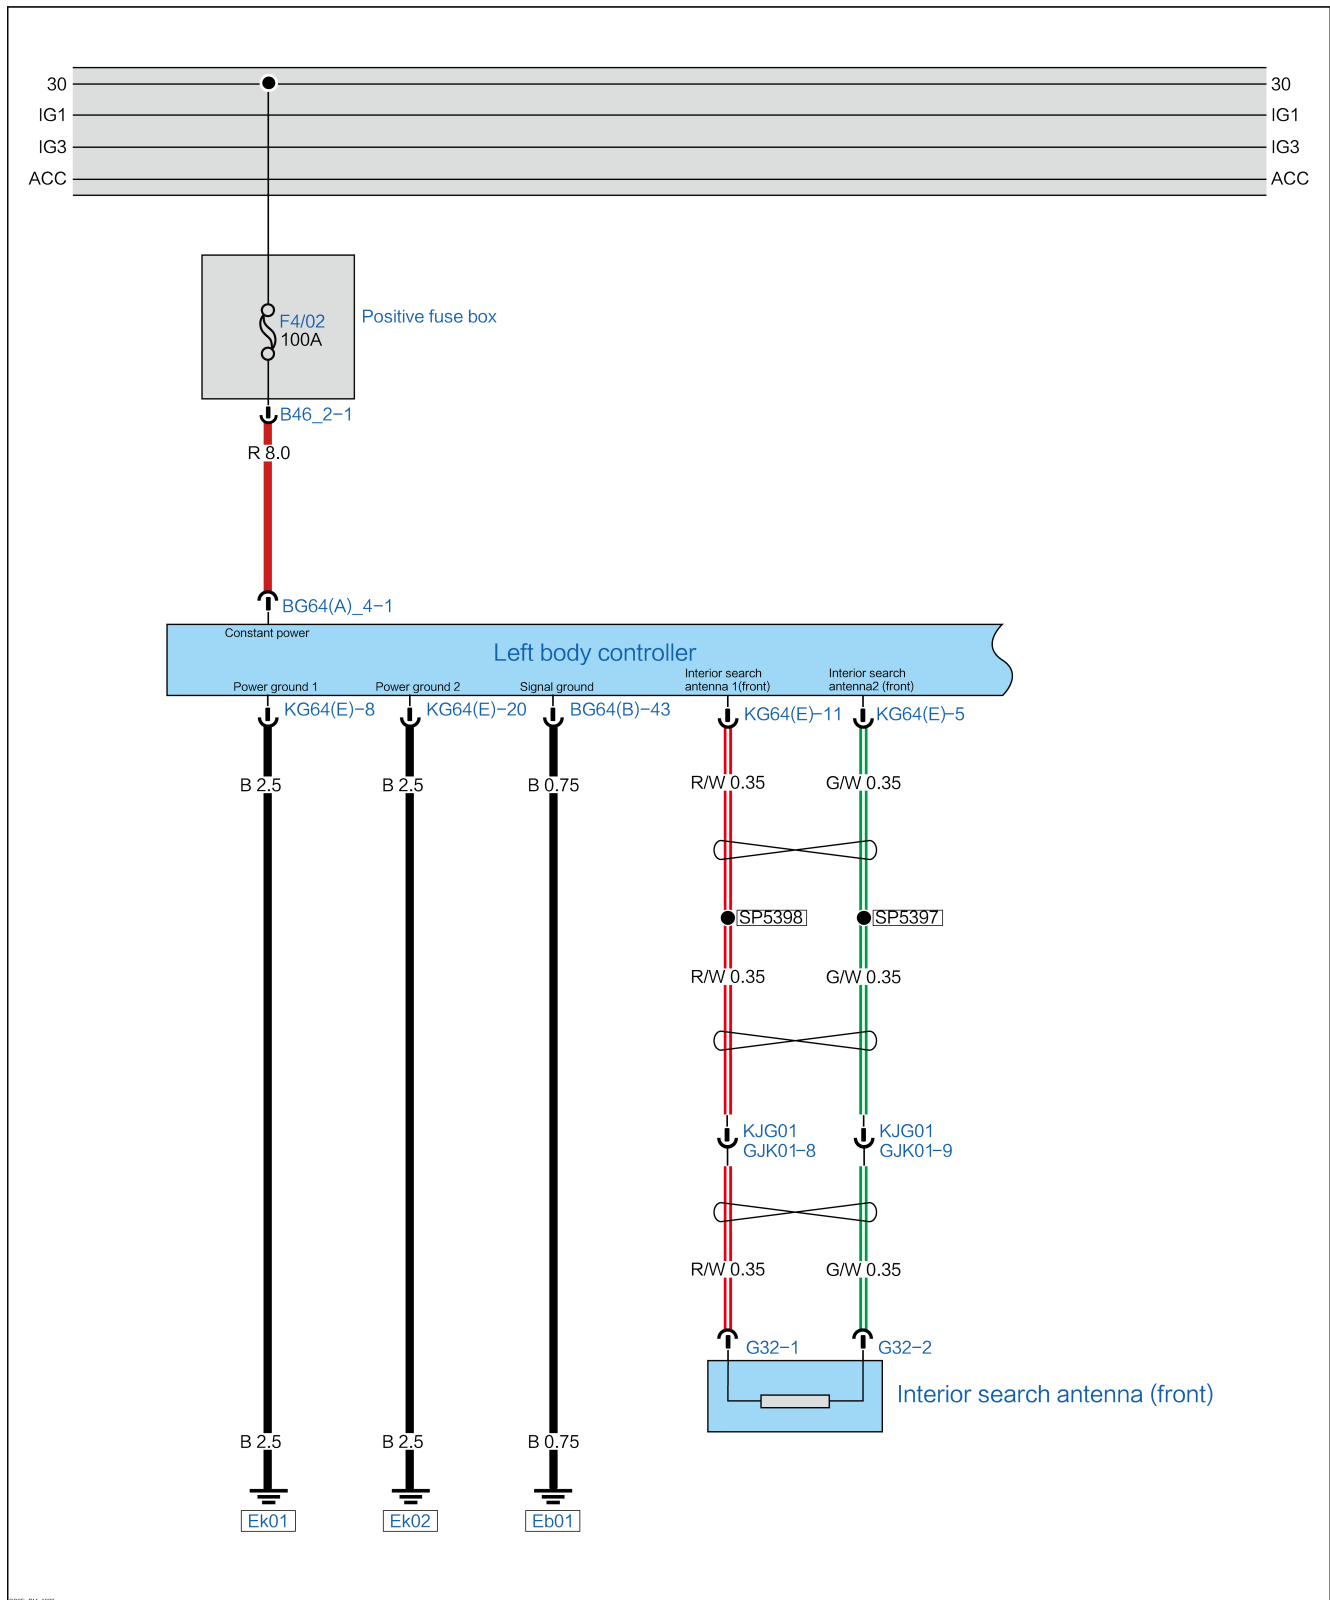 30
30
IG1
IG1
IG3
IG3
ACC
ACC
F4/02
100A
Positive fuse box
B46_2-1
R 8.0
BG64(A)_4-1
Constant power
Left body controller
Power ground 1
Power ground 2
Signal ground
Interior search
antenna 1(front)
Interior search
antenna2 (front)
KG64(E)-8
KG64(E)-20
BG64(B)-43
KG64(E)-11
KG64(E)-5
B 2.5
B 2.5
B 0.75
R/W 0.35
G/W 0.35
SP5398
SP5397
R/W 0.35
G/W 0.35
KJG01
GJK01-8
KJG01
GJK01-9
R/W 0.35
G/W 0.35
G32-1
G32-2
Interior search antenna (front)
B 2.5
B 2.5
B 0.75
Ek01
Ek02
Eb01